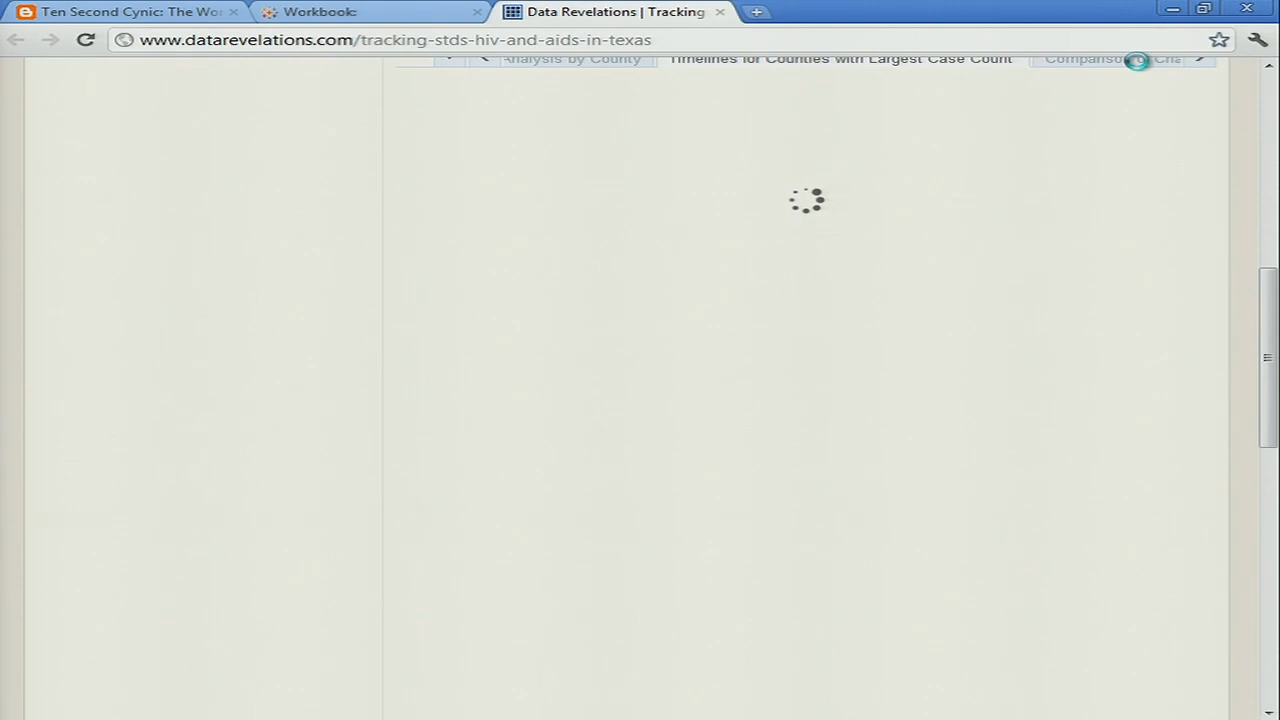 Ten Second Cynic: The Wo
Workbook:
Data Revelations | Tracking
www.datarevelations.com/tracking-stds-hiv-and-aids-in-texas
Analysis by County
Timelines for Counties with Largest Case Count